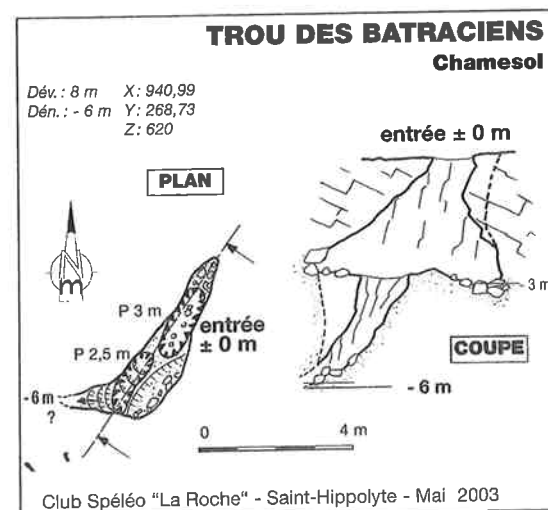 TROU DES BATRACIENS
Chamesol
Dév. : 8 m X : 940,99
Dén. : - 6 m Y : 268,73
Z : 620
entrée ± 0 m
PLAN
N
m
P 3 m
entrée
± 0 m
P 2,5 m
- 3 m
COUPE
-6 m
?
- 6 m
0 4 m
Club Spéléo "La Roche" - Saint-Hippolyte - Mai 2003